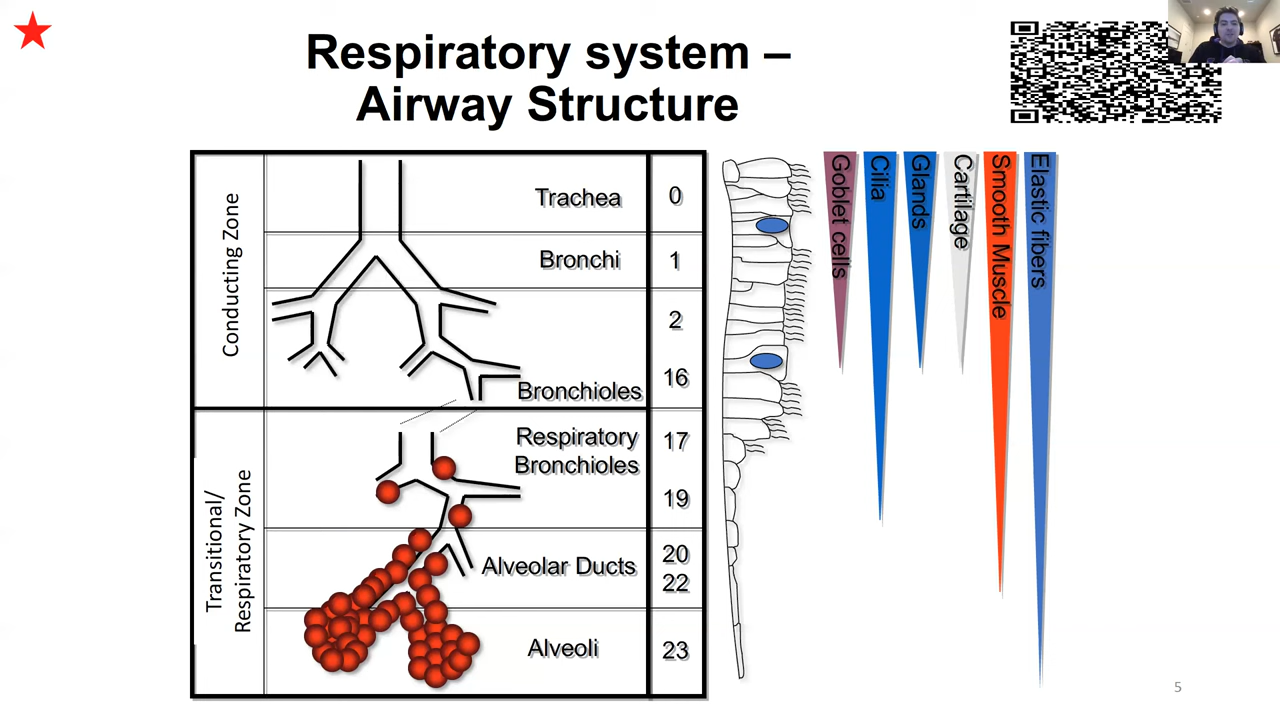 Respiratory system –
Airway Structure
Conducting Zone
Trachea
0
Bronchi
1
2
16
Bronchioles
Transitional/
Respiratory Zone
Respiratory
Bronchioles
17
19
Alveolar Ducts
20
22
Alveoli
23
Goblet cells
Cilia
Glands
Cartilage
Smooth Muscle
Elastic fibers
5